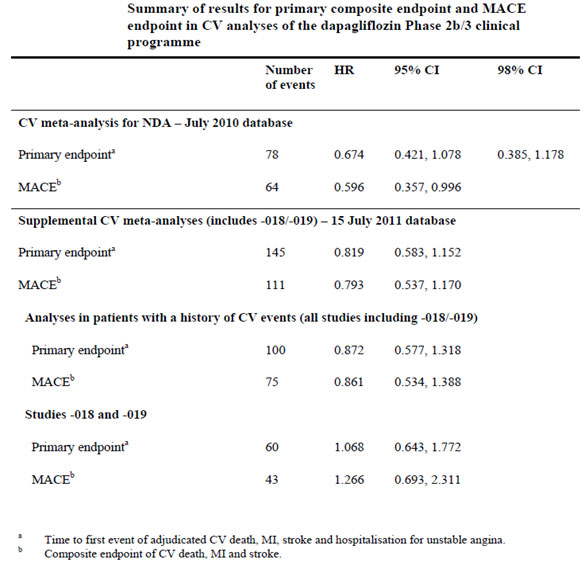 Summary of results for primary composite endpoint and MACE
endpoint in CV analyses of the dapagliflozin Phase 2b/3 clinical
programme
Number of events HR 95% CI 98% CI
CV meta-analysis for NDA – July 2010 database
Primary endpointa 78 0.674 0.421, 1.078 0.385, 1.178
MACEb 64 0.596 0.357, 0.996
Supplemental CV meta-analyses (includes -018/-019) – 15 July 2011 database
Primary endpointa 145 0.819 0.583, 1.152
MACEb 111 0.793 0.537, 1.170
Analyses in patients with a history of CV events (all studies including -018/-019)
Primary endpointa 100 0.872 0.577, 1.318
MACEb 75 0.861 0.534, 1.388
Studies -018 and -019
Primary endpointa 60 1.068 0.643, 1.772
MACEb 43 1.266 0.693, 2.311
a Time to first event of adjudicated CV death, MI, stroke and hospitalisation for unstable angina.
b Composite endpoint of CV death, MI and stroke.